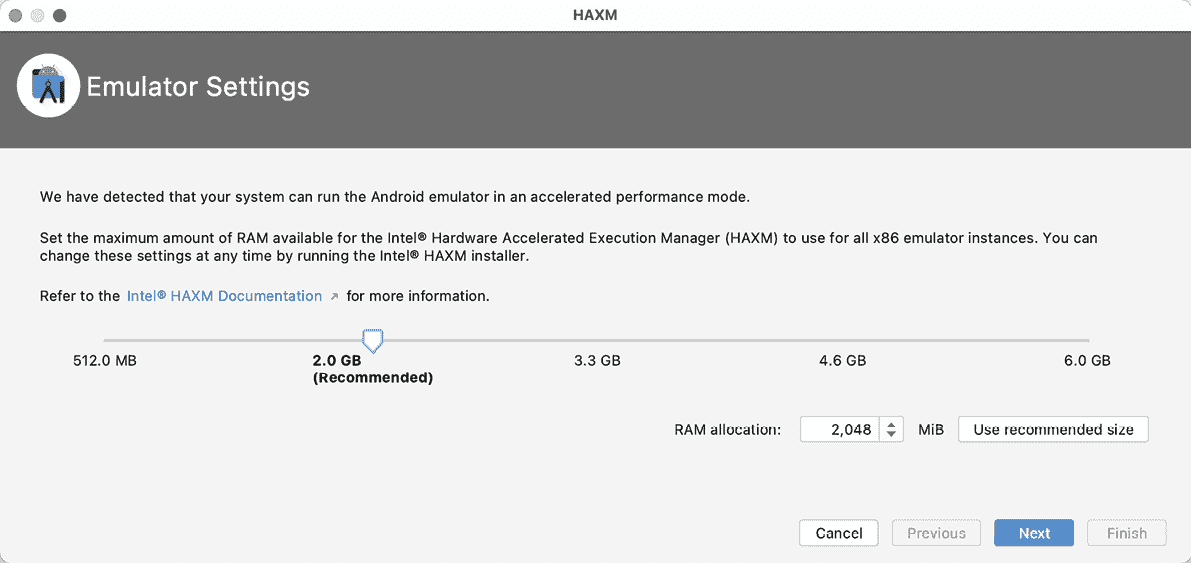 HAXM
Emulator Settings
We have detected that your system can run the Android emulator in an accelerated performance mode.
Set the maximum amount of RAM available for the Intel® Hardware Accelerated Execution Manager (HAXM) to use for all x86 emulator instances. You can
change these settings at any time by running the Intel® HAXM installer.
Refer to the Intel® HAXM Documentation ↗ for more information.
512.0 MB 2.0 GB 3.3 GB 4.6 GB 6.0 GB
(Recommended)
RAM allocation: 2,048 MiB Use recommended size
Cancel Previous Next Finish